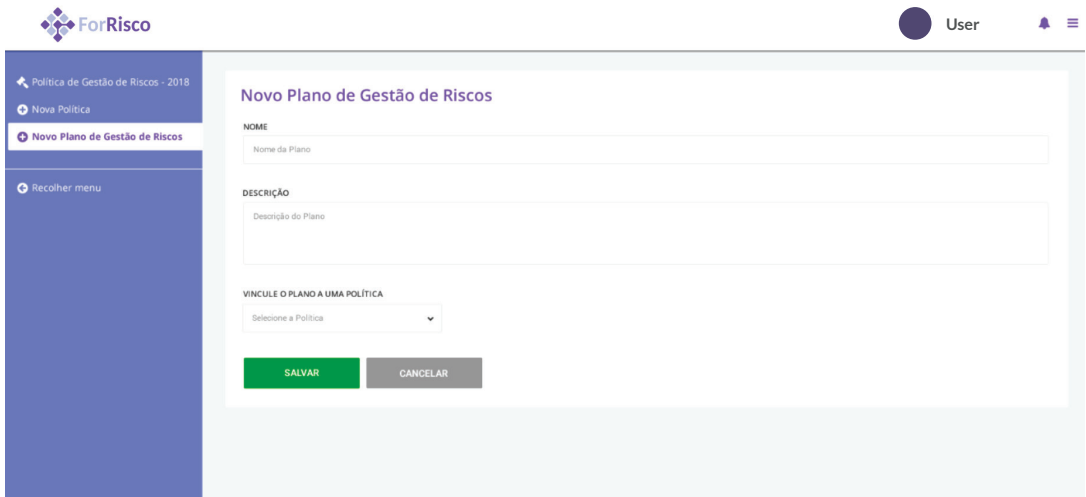 ForRisco
User
Política de Gestão de Riscos - 2018
Nova Política
Novo Plano de Gestão de Riscos
Recolher menu
Novo Plano de Gestão de Riscos
NOME
Nome da Plano
DESCRIÇÃO
Descrição do Plano
VINCULE O PLANO A UMA POLÍTICA
Selecione a Política
SALVAR
CANCELAR